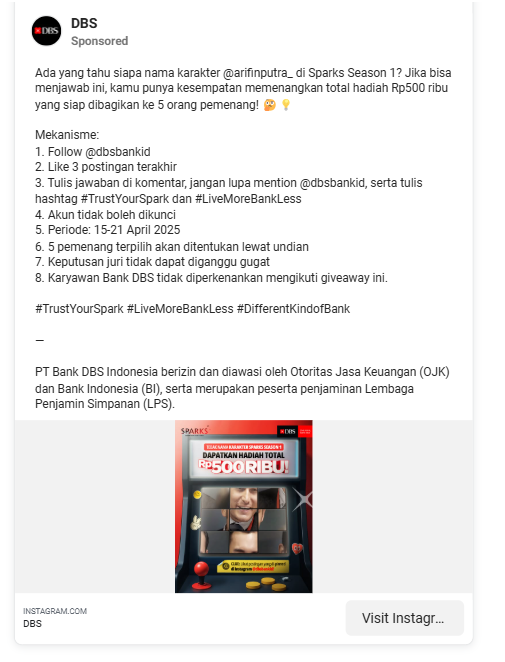 DBS
DBS
Sponsored
Ada yang tahu siapa nama karakter @arifinputra_ di Sparks Season 1? Jika bisa
menjawab ini, kamu punya kesempatan memenangkan total hadiah Rp500 ribu
yang siap dibagikan ke 5 orang pemenang! 🤔 💡
Mekanisme:
1. Follow @dbsbankid
2. Like 3 postingan terakhir
3. Tulis jawaban di komentar, jangan lupa mention @dbsbankid, serta tulis
hashtag #TrustYourSpark dan #LiveMoreBankLess
4. Akun tidak boleh dikunci
5. Periode: 15-21 April 2025
6. 5 pemenang terpilih akan ditentukan lewat undian
7. Keputusan juri tidak dapat diganggu gugat
8. Karyawan Bank DBS tidak diperkenankan mengikuti giveaway ini.
#TrustYourSpark #LiveMoreBankLess #DifferentKindofBank
—
PT Bank DBS Indonesia berizin dan diawasi oleh Otoritas Jasa Keuangan (OJK)
dan Bank Indonesia (BI), serta merupakan peserta penjaminan Lembaga
Penjamin Simpanan (LPS).
SPARKS
DBS
KARAKTER SPARKS SEASON 1
DAPATKAN HADIAH TOTAL
Rp500 RIBU!
di Instagram
INSTAGRAM.COM
DBS
Visit Instagr...